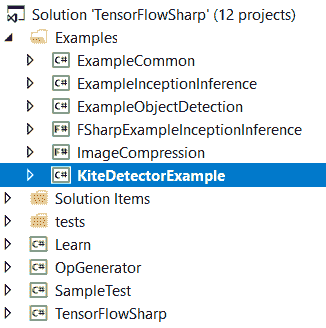 Solution 'TensorFlowSharp' (12 projects)
Examples
C# ExampleCommon
C# ExampleInceptionInference
C# ExampleObjectDetection
F# FSharpExampleInceptionInference
F# ImageCompression
C# KiteDetectorExample
Solution Items
tests
C# Learn
C# OpGenerator
C# SampleTest
C# TensorFlowSharp